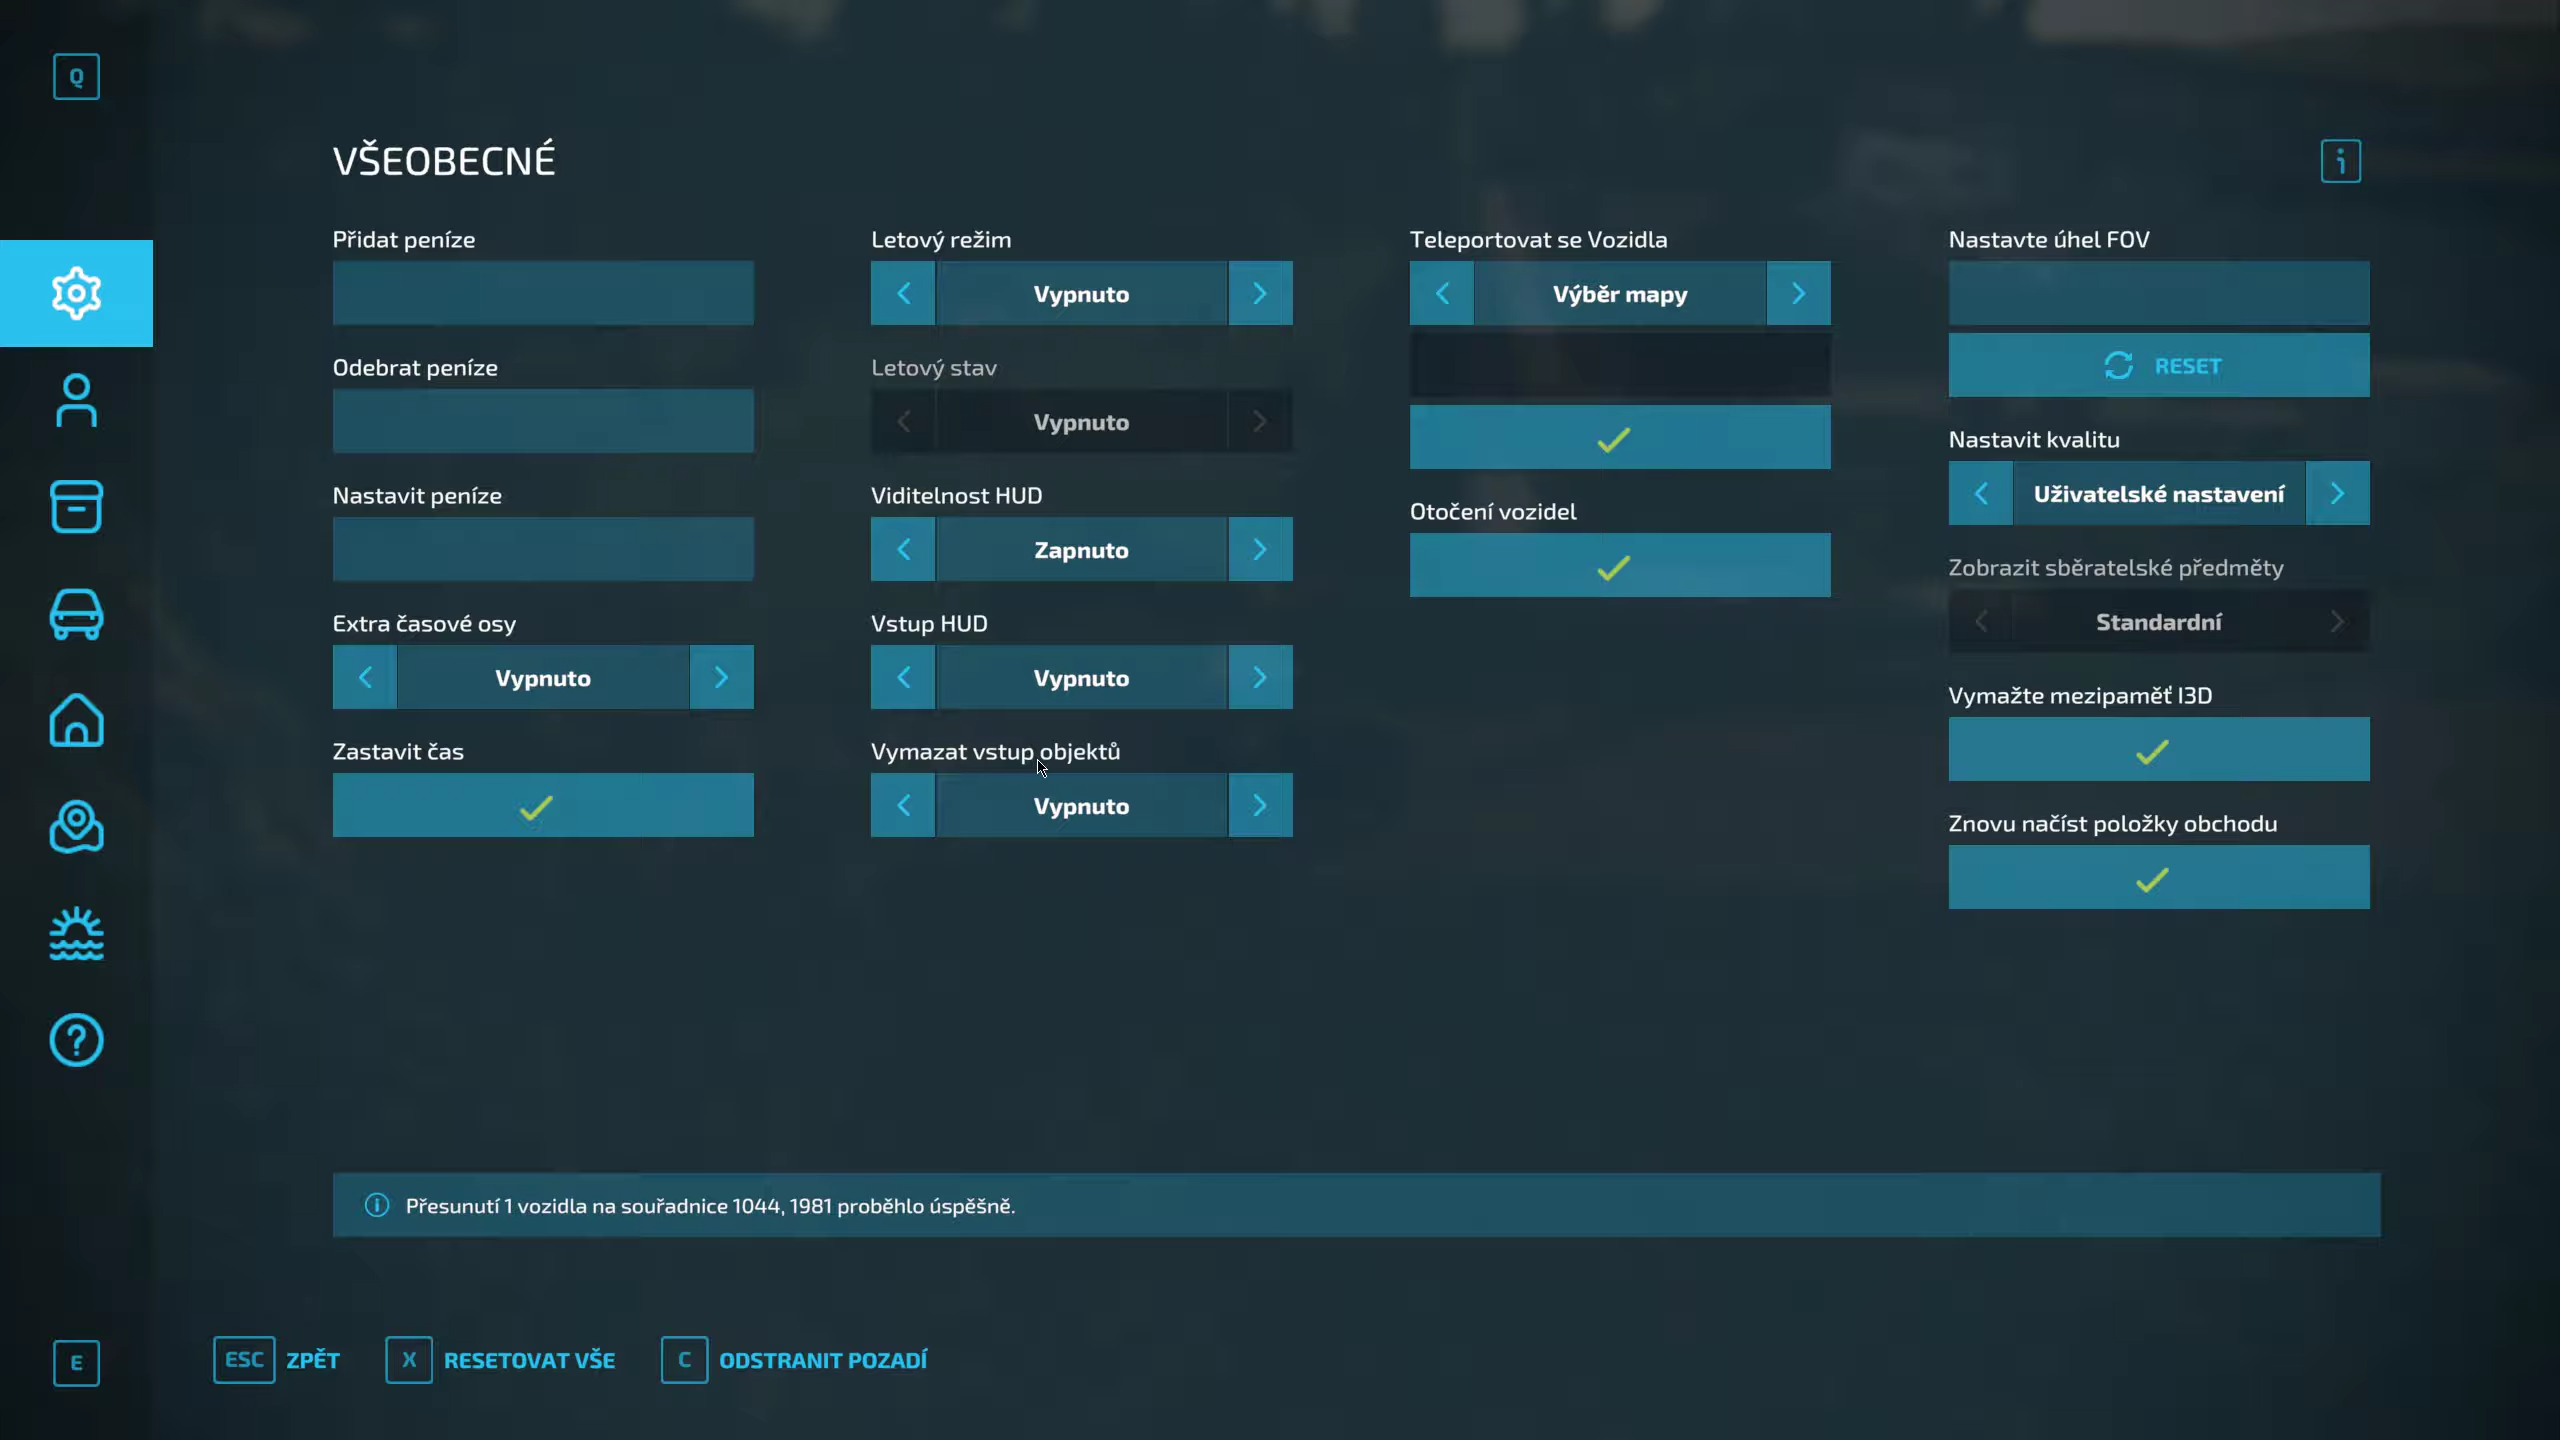 Q
VŠEOBECNÉ
Přidat peníze
Odebrat peníze
Nastavit peníze
Extra časové osy
Vypnuto
Zastavit čas
Letový režim
Vypnuto
Letový stav
Vypnuto
Viditelnost HUD
Zapnuto
Vstup HUD
Vypnuto
Vymazat vstup objektů
Vypnuto
Teleportovat se Vozidla
Výběr mapy
Otočení vozidel
Nastavte úhel FOV
RESET
Nastavit kvalitu
Uživatelské nastavení
Zobrazit sběratelské předměty
Standardní
Vymažte mezipaměť I3D
Znovu načíst položky obchodu
Přesunutí 1 vozidla na souřadnice 1044, 1981 proběhlo úspěšně.
E
ESC ZPĚT X RESETOVAT VŠE C ODSTRANIT POZADÍ